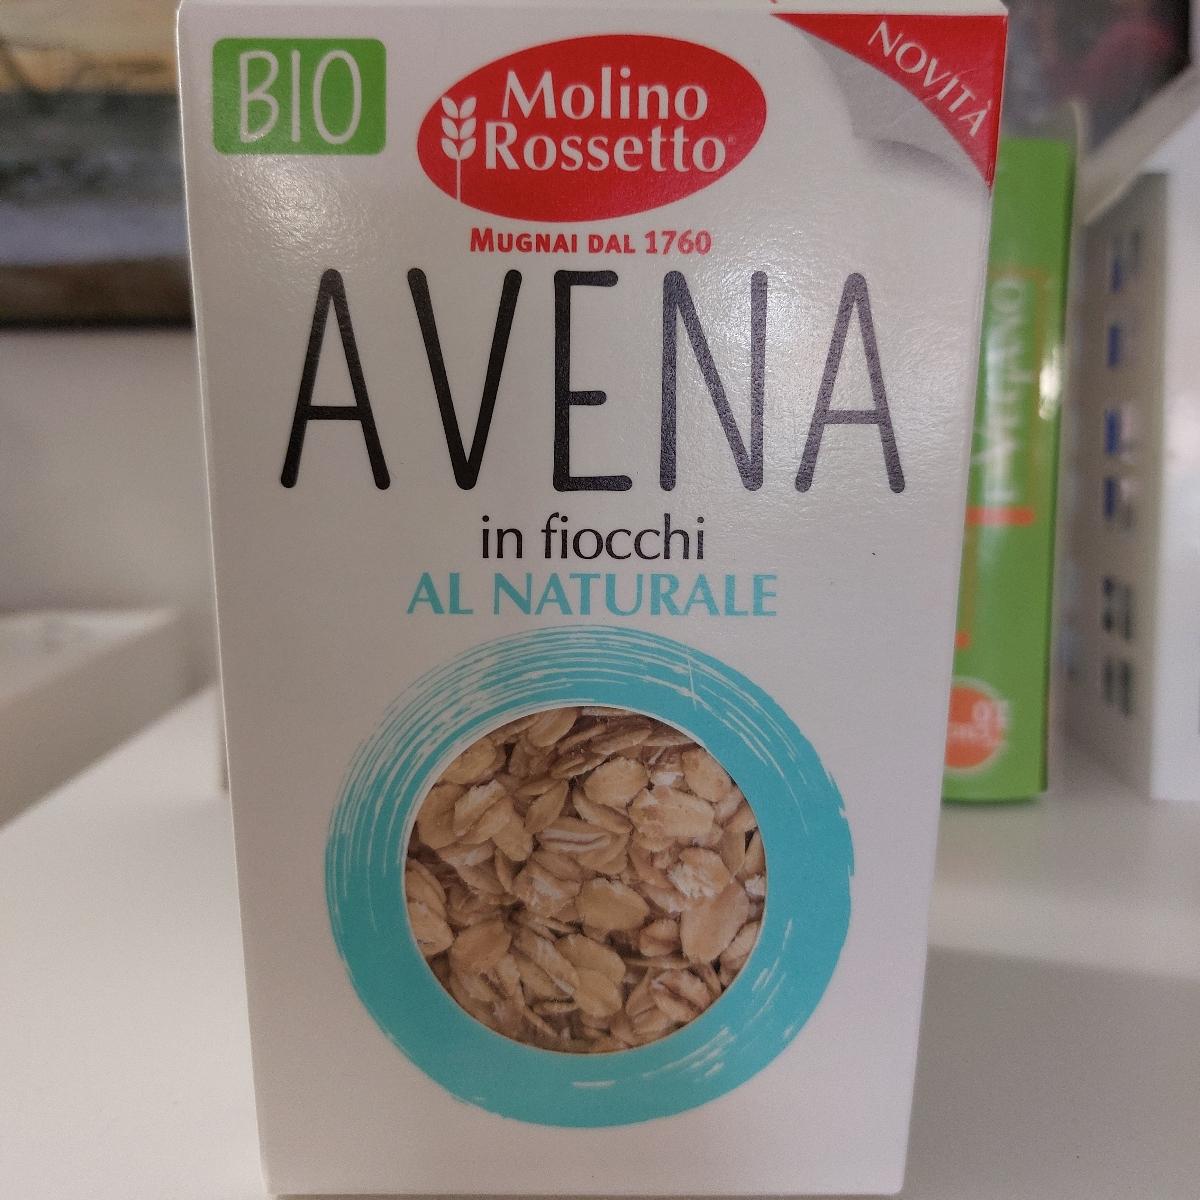 BIO
Molino
Rossetto
MUGNAI DAL 1760
NOVITÀ
AVENA
in fiocchi
AL NATURALE